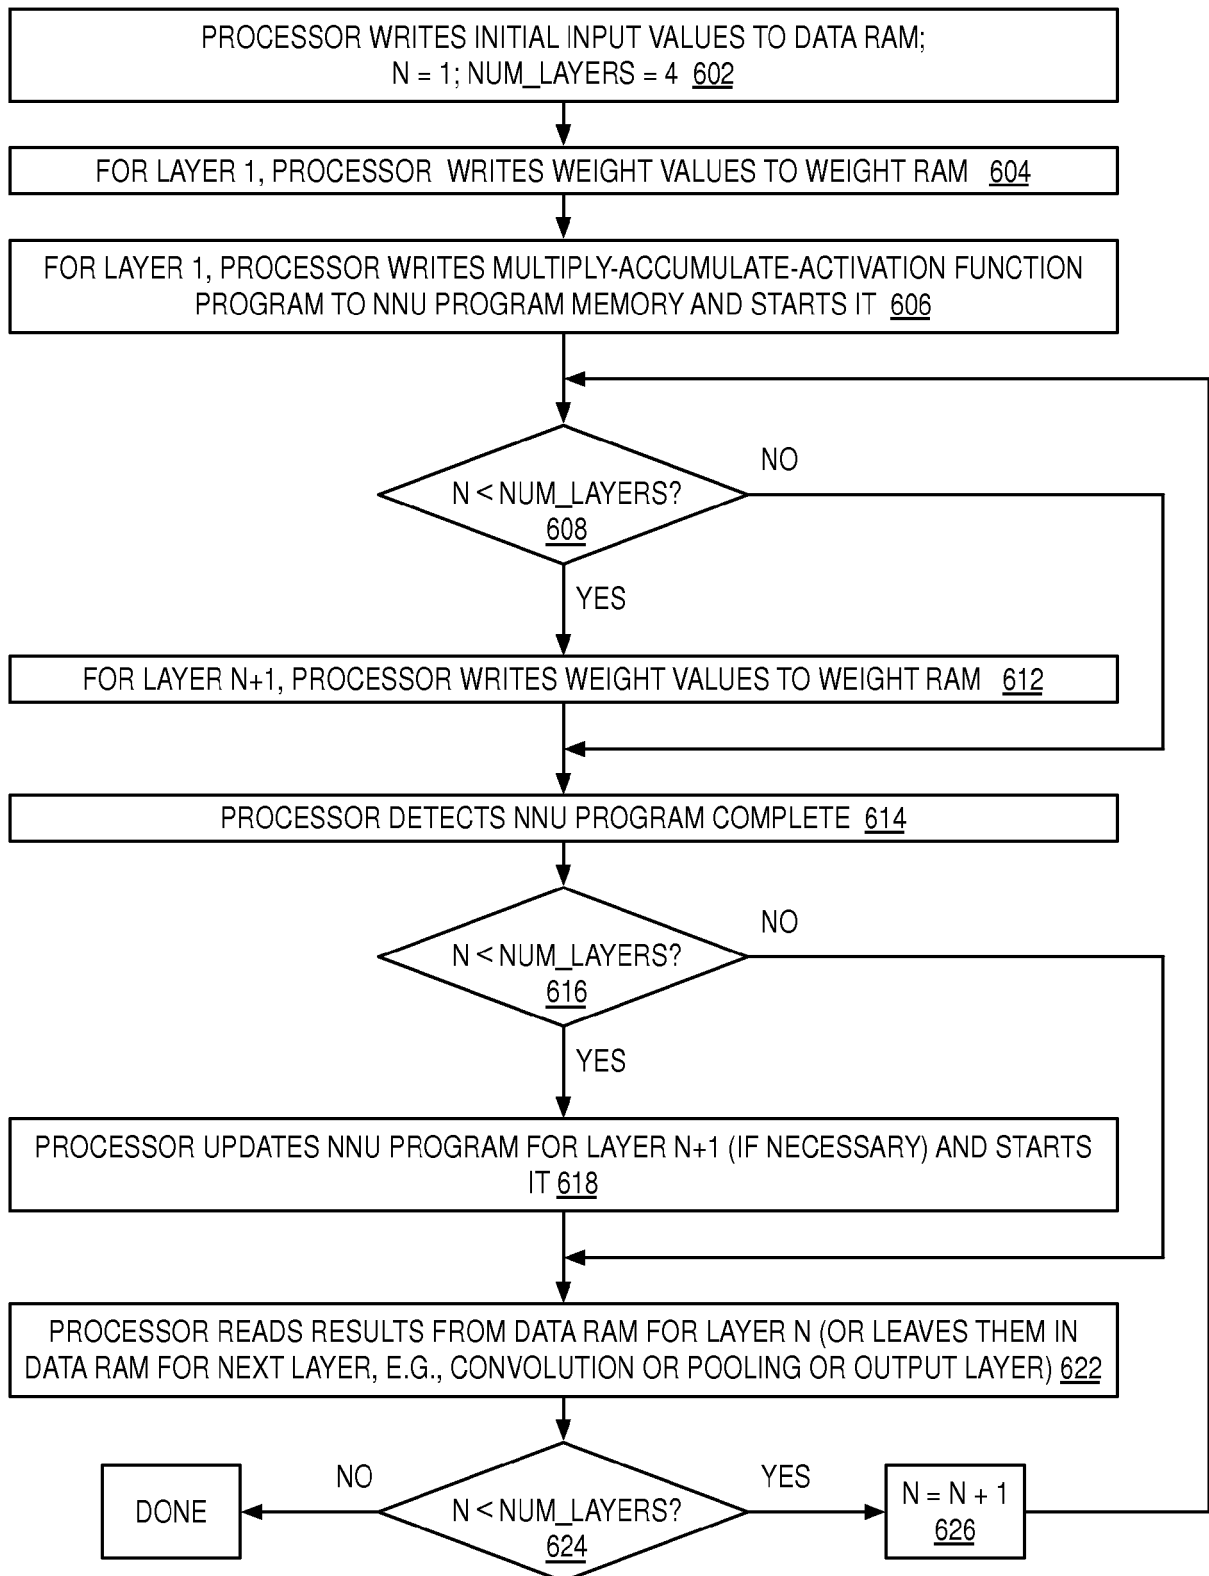 PROCESSOR WRITES INITIAL INPUT VALUES TO DATA RAM;
N = 1; NUM_LAYERS = 4 602
FOR LAYER 1, PROCESSOR WRITES WEIGHT VALUES TO WEIGHT RAM 604
FOR LAYER 1, PROCESSOR WRITES MULTIPLY-ACCUMULATE-ACTIVATION FUNCTION
PROGRAM TO NNU PROGRAM MEMORY AND STARTS IT 606
NO
N < NUM_LAYERS?
608
YES
FOR LAYER N+1, PROCESSOR WRITES WEIGHT VALUES TO WEIGHT RAM 612
PROCESSOR DETECTS NNU PROGRAM COMPLETE 614
NO
N < NUM_LAYERS?
616
YES
PROCESSOR UPDATES NNU PROGRAM FOR LAYER N+1 (IF NECESSARY) AND STARTS
IT 618
PROCESSOR READS RESULTS FROM DATA RAM FOR LAYER N (OR LEAVES THEM IN
DATA RAM FOR NEXT LAYER, E.G., CONVOLUTION OR POOLING OR OUTPUT LAYER) 622
NO
YES
DONE
N < NUM_LAYERS?
624
N = N + 1
626